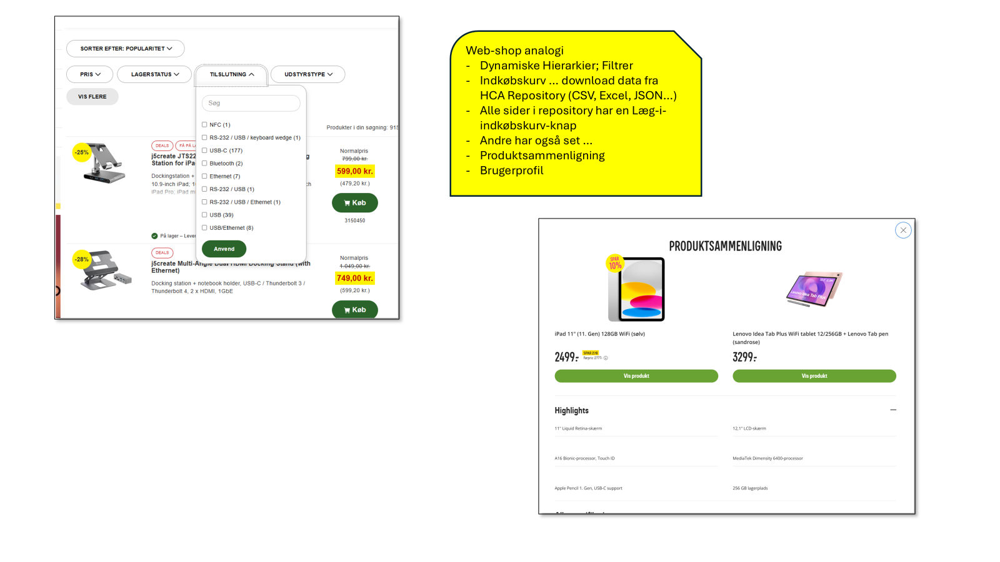 SORTER EFTER: POPULARITET
PRIS
LAGERSTATUS
TILSLUTNING
UDSTYRSTYPE
VIS FLERE
Søg
NFC (1)
RS-232 / USB / keyboard wedge (1)
USB-C (177)
Bluetooth (2)
Ethernet (7)
RS-232 / USB (1)
RS-232 / USB / Ethernet (1)
USB (39)
USB/Ethernet (8)
Anvend
Produkter i din søgning: 915
-25%
DEALS
FÅ PÅ LA
j5create JTS22
Station for iPa
Dockingstation +
10.9-inch iPad; 1
iPad Pro; iPad m
På lager – Lever
Normalpris
799,00 kr.
599,00 kr.
(479,20 kr.)
Køb
3150450
-28%
DEALS
j5create Multi-Angle Dual HDMI Docking Stand (with
Ethernet)
Docking station + notebook holder, USB-C / Thunderbolt 3 /
Thunderbolt 4, 2 x HDMI, 1GbE
Normalpris
1.049,00 kr.
749,00 kr.
(599,20 kr.)
Køb
Web-shop analogi
- Dynamiske Hierarkier; Filtrer
- Indkøbskurv ... download data fra
HCA Repository (CSV, Excel, JSON...)
- Alle sider i repository har en Læg-i-
indkøbskurv-knap
- Andre har også set ...
- Produktsammenligning
- Brugerprofil
PRODUKTSAMMENLIGNING
SPAR
10%
iPad 11" (11. Gen) 128GB WiFi (sølv)
2499.-
SPAR 278
Førpris: 2777.-
Vis produkt
Lenovo Idea Tab Plus
Lenovo Idea Tab Plus WiFi tablet 12/256GB + Lenovo Tab pen
(sandrose)
3299.-
Vis produkt
Highlights
11" Liquid Retina-skærm
12,1" LCD-skærm
A16 Bionic-processor, Touch ID
MediaTek Dimensity 6400-processor
Apple Pencil 1. Gen, USB-C support
256 GB lagerplads